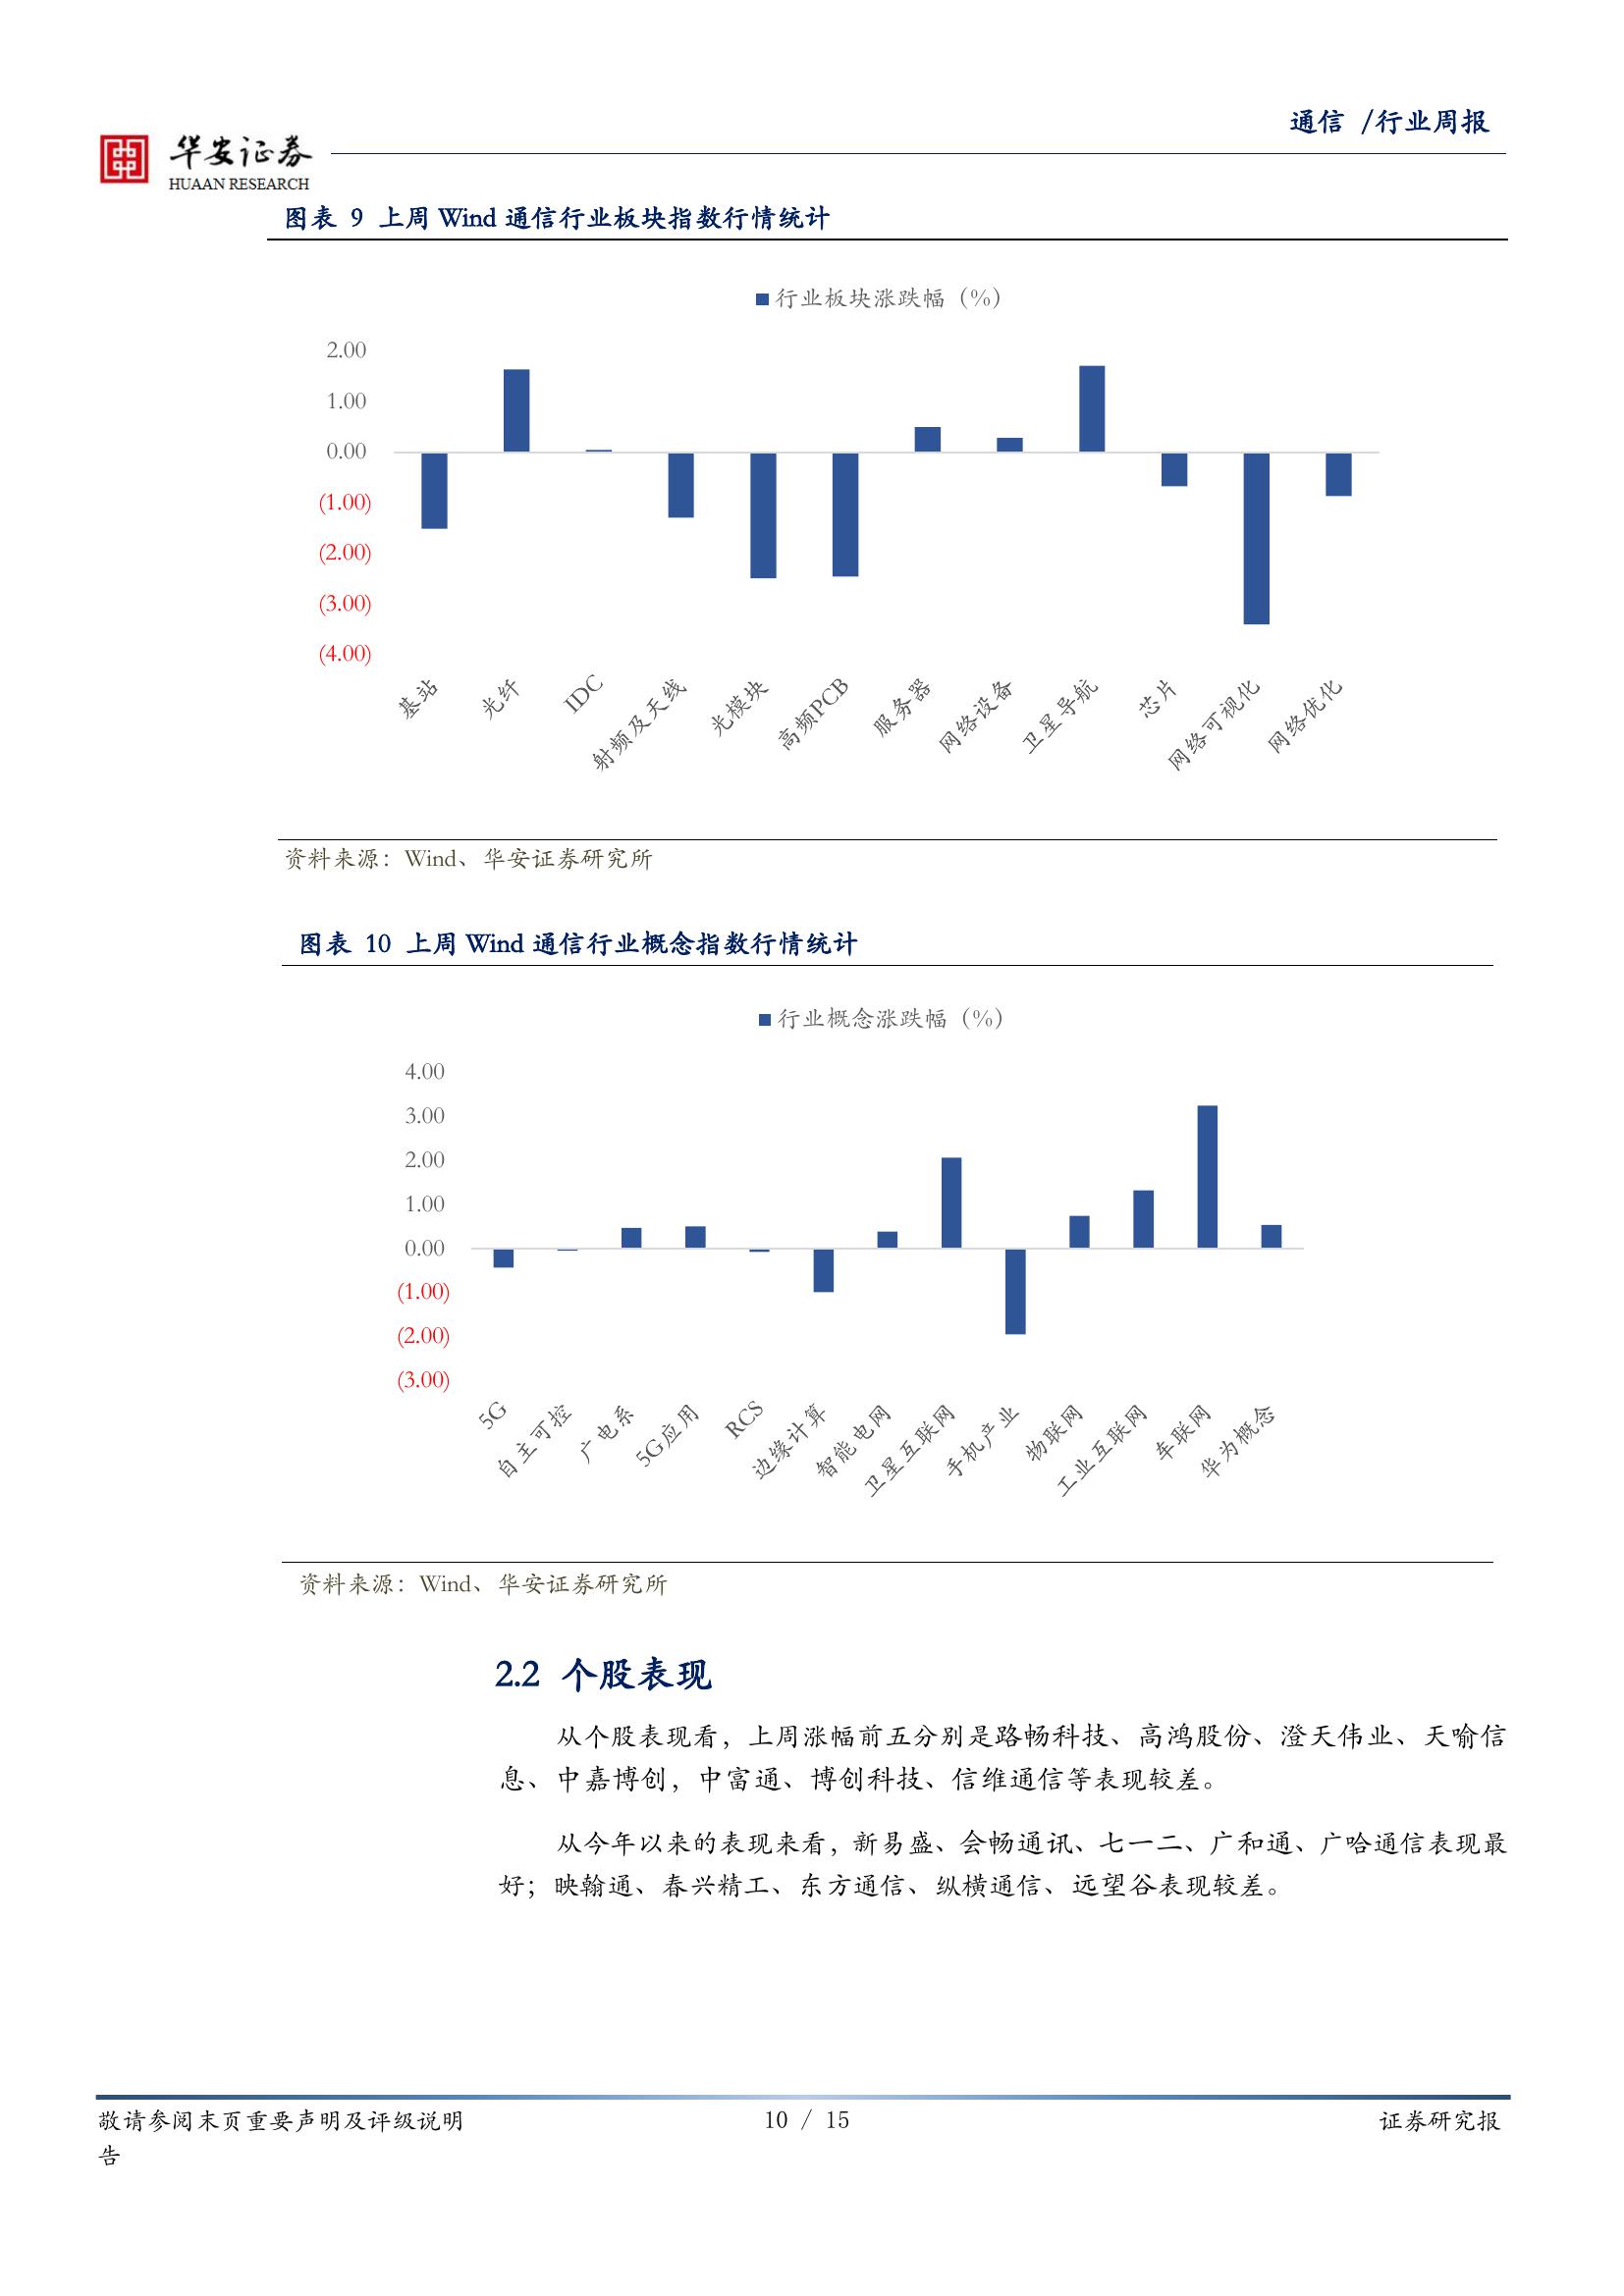 通信 /行业周报
华安证券
HUAAN RESEARCH
图表 9 上周 Wind 通信行业板块指数行情统计
行业板块涨跌幅（%）
2.00
1.00
0.00
(1.00)
(2.00)
(3.00)
(4.00)
基站
光纤
IDC
射频及天线
光模块
高频PCB
服务器
网络设备
卫星导航
芯片
网络可视化
网络优化
资料来源：Wind、华安证券研究所
图表 10 上周 Wind 通信行业概念指数行情统计
行业概念涨跌幅（%）
4.00
3.00
2.00
1.00
0.00
(1.00)
(2.00)
(3.00)
5G
自主可控
广电系
5G应用
RCS
边缘计算
智能电网
卫星互联网
手机产业
物联网
工业互联网
车联网
华为概念
资料来源：Wind、华安证券研究所
2.2 个股表现
从个股表现看，上周涨幅前五分别是路畅科技、高鸿股份、澄天伟业、天喻信
息、中嘉博创，中富通、博创科技、信维通信等表现较差。
从今年以来的表现来看，新易盛、会畅通讯、七一二、广和通、广哈通信表现最
好；映翰通、春兴精工、东方通信、纵横通信、远望谷表现较差。
敬请参阅末页重要声明及评级说明
10 / 15
证券研究报
告